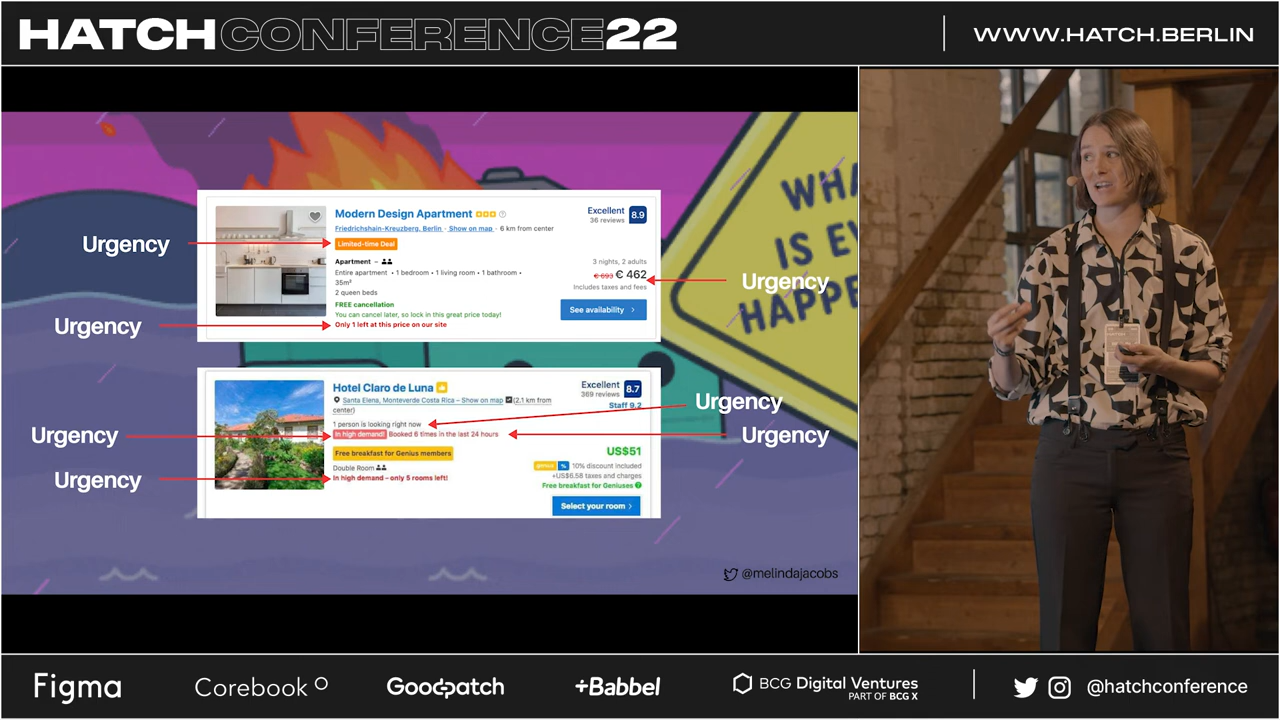 HATCHCONFERENCE22
WWW.HATCH.BERLIN
WHA
IS EV
HAPPE
Urgency
Urgency
Urgency
Modern Design Apartment
Friedrichshain-Kreuzberg, Berlin · Show on map · 6 km from center
Limited-time Deal
Apartment –
Entire apartment • 1 bedroom • 1 living room • 1 bathroom •
35m²
2 queen beds
FREE cancellation
You can cancel later, so lock in this great price today!
Only 1 left at this price on our site
Excellent
36 reviews
8.9
3 nights, 2 adults
€ 693 € 462
Includes taxes and fees
See availability
Urgency
Urgency
Urgency
Urgency
Hotel Claro de Luna
Santa Elena, Monteverde Costa Rica – Show on map (2.1 km from
center)
1 person is looking right now
In high demand! Booked 6 times in the last 24 hours
Free breakfast for Genius members
Double Room
In high demand – only 5 rooms left!
Excellent
369 reviews
8.7
Staff 9.2
US$51
% 10% discount included
+US$6.58 taxes and charges
Free breakfast for Geniuses
Select your room
@melindajacobs
Figma
Corebook
Goodpatch
+Babbel
BCG Digital Ventures
PART OF BCG X
@hatchconference